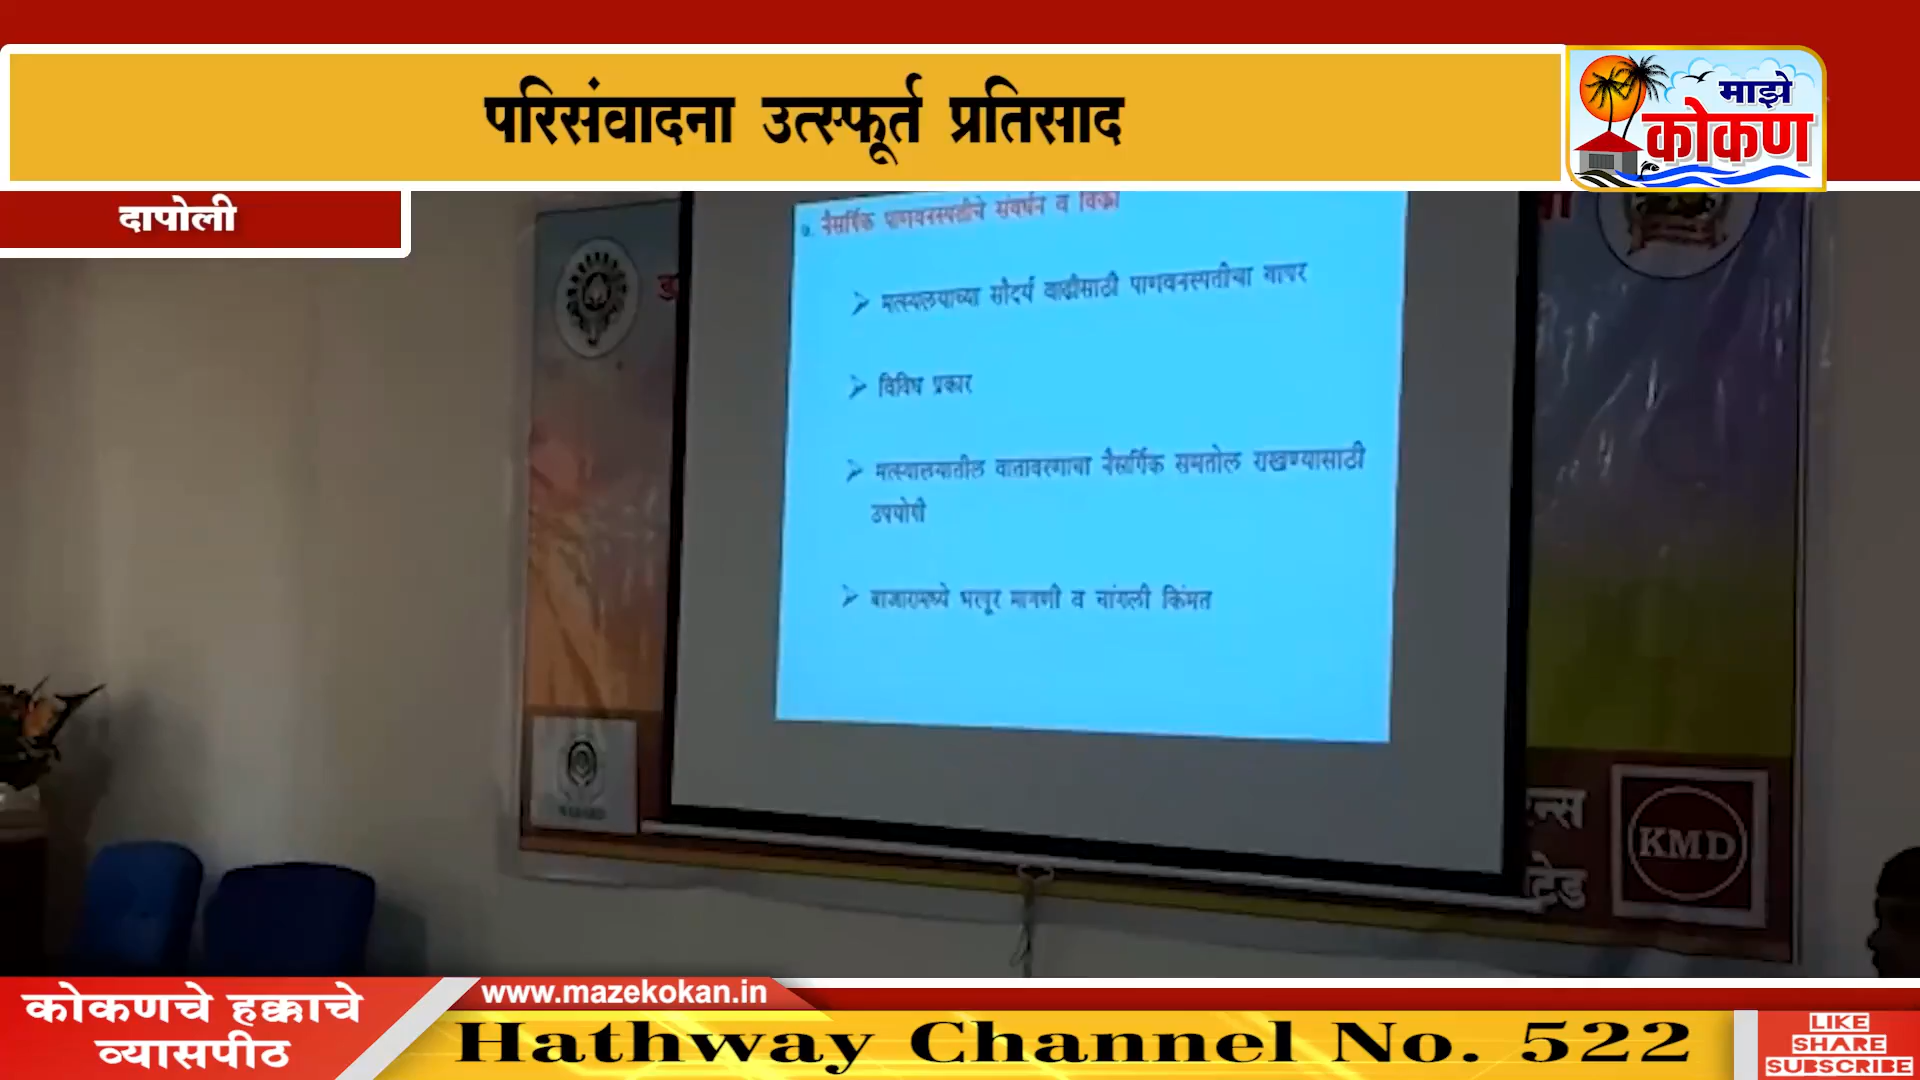 परिसंवादना उत्स्फूर्त प्रतिसाद
माझे
कोकण
दापोली
७. नैसर्गिक पाणवनस्पतीचे संवर्धन व विक्री
मत्स्यालयाच्या सौंदर्य वाढीसाठी पाणवनस्पतीचा वापर
विविध प्रकार
मत्स्यालयातील वातावरणाचा नैसर्गिक समतोल राखण्यासाठी
उपयोगी
बाजारामध्ये भरपूर मागणी व चांगली किंमत
KMD
कोकणचे हक्काचे
व्यासपीठ
www.mazekokan.in
Hathway Channel No. 522
LIKE
SHARE
SUBSCRIBE